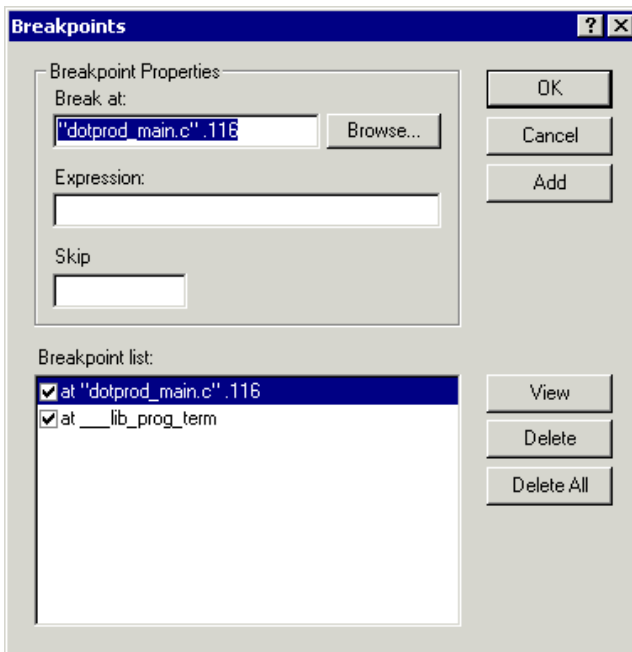 Breakpoints
Breakpoint Properties
Break at:
"dotprod_main.c" .116
Browse...
Expression:
Skip
OK
Cancel
Add
Breakpoint list:
at "dotprod_main.c" .116
at ___lib_prog_term
View
Delete
Delete All